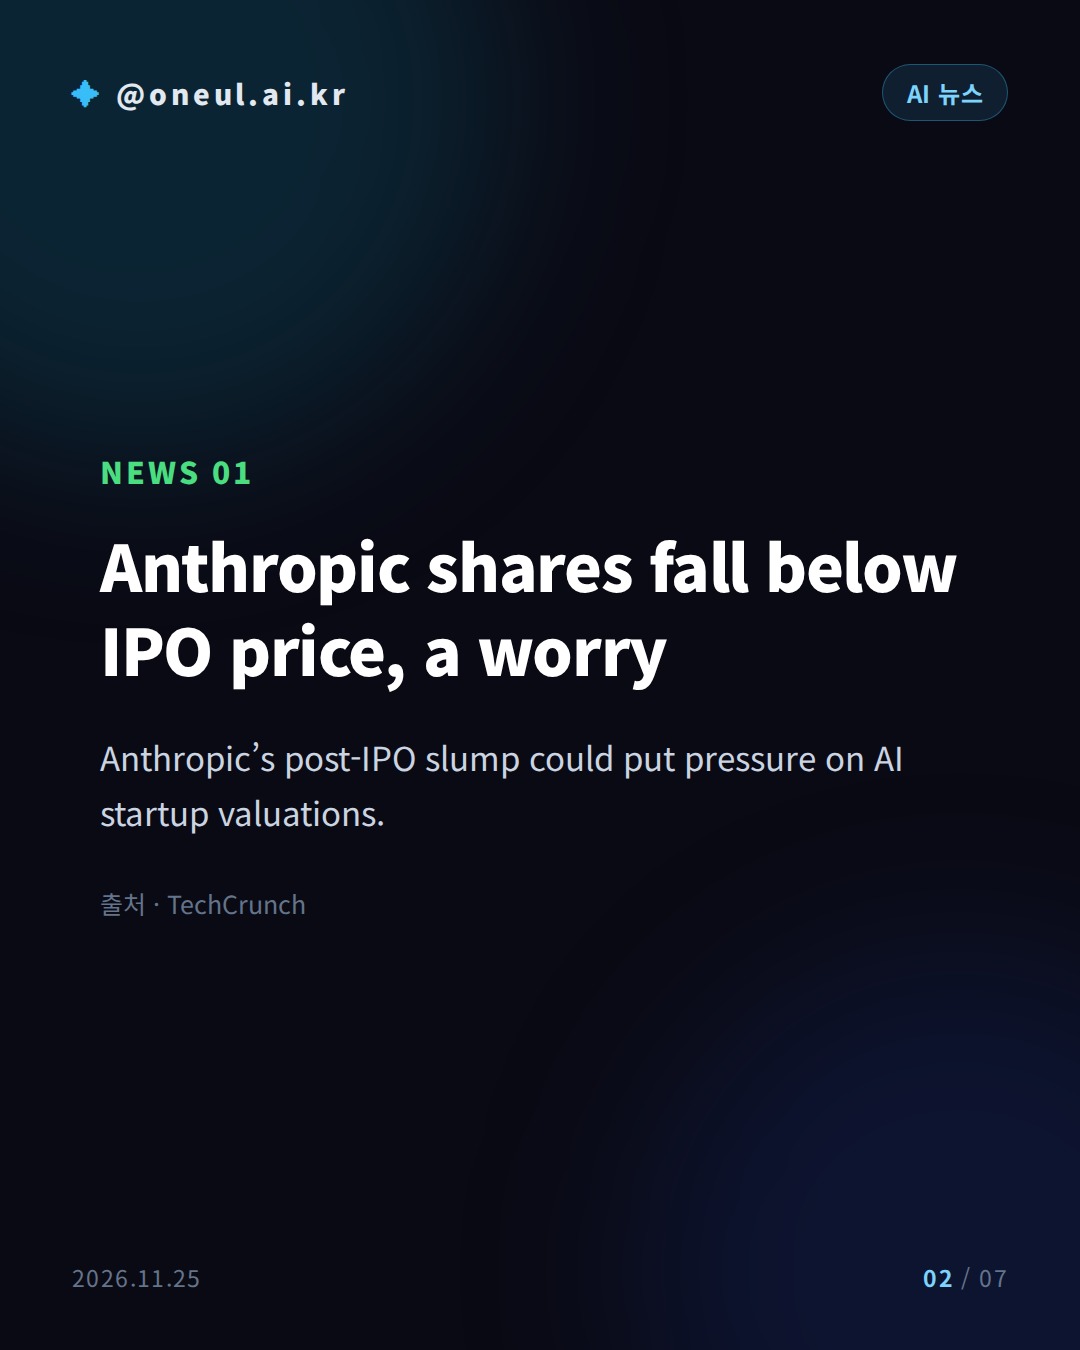 @oneul.ai.kr
AI 뉴스
NEWS 01
Anthropic shares fall below
IPO price, a worry
Anthropic’s post-IPO slump could put pressure on AI
startup valuations.
출처 · TechCrunch
2026.11.25
02 / 07